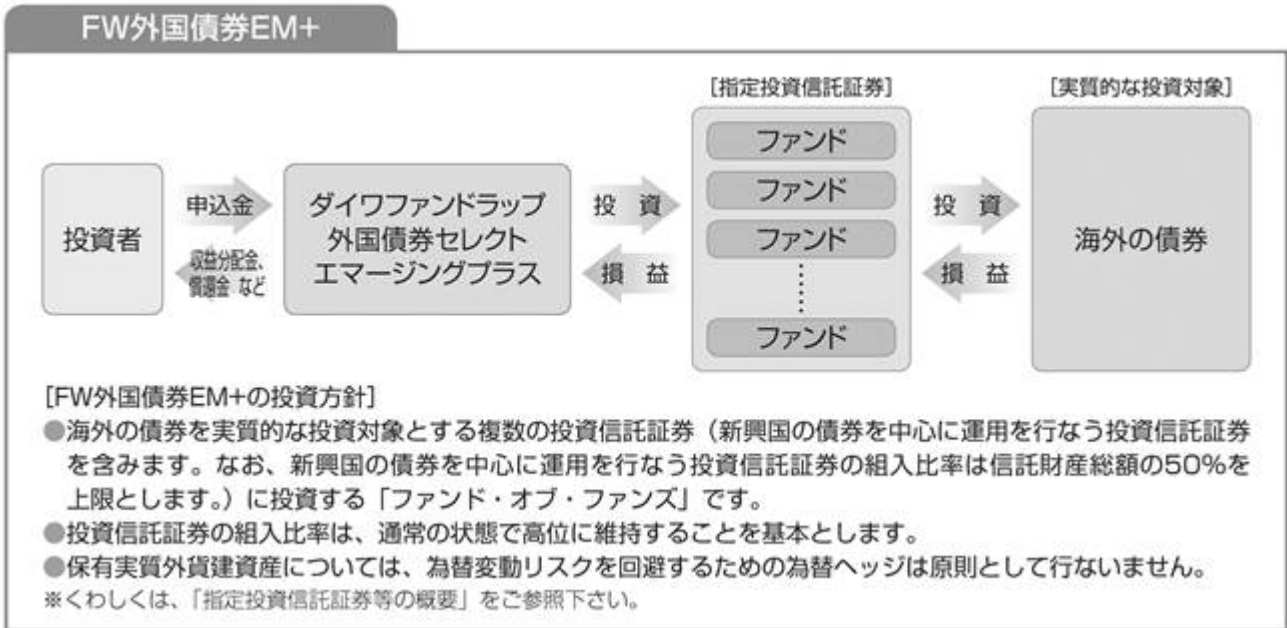 FW外国債券EM+
［指定投資信託証券］
［実質的な投資対象］
投資者
申込金
収益分配金、
償還金 など
ダイワファンドラップ
外国債券セレクト
エマージングプラス
投 資
損 益
ファンド
ファンド
ファンド
ファンド
投 資
損 益
海外の債券
［FW外国債券EM+の投資方針］
●海外の債券を実質的な投資対象とする複数の投資信託証券（新興国の債券を中心に運用を行なう投資信託証券
を含みます。なお、新興国の債券を中心に運用を行なう投資信託証券の組入比率は信託財産総額の50％を
上限とします。）に投資する「ファンド・オブ・ファンズ」です。
●投資信託証券の組入比率は、通常の状態で高位に維持することを基本とします。
●保有実質外貨建資産については、為替変動リスクを回避するための為替ヘッジは原則として行ないません。
※くわしくは、「指定投資信託証券等の概要」をご参照下さい。